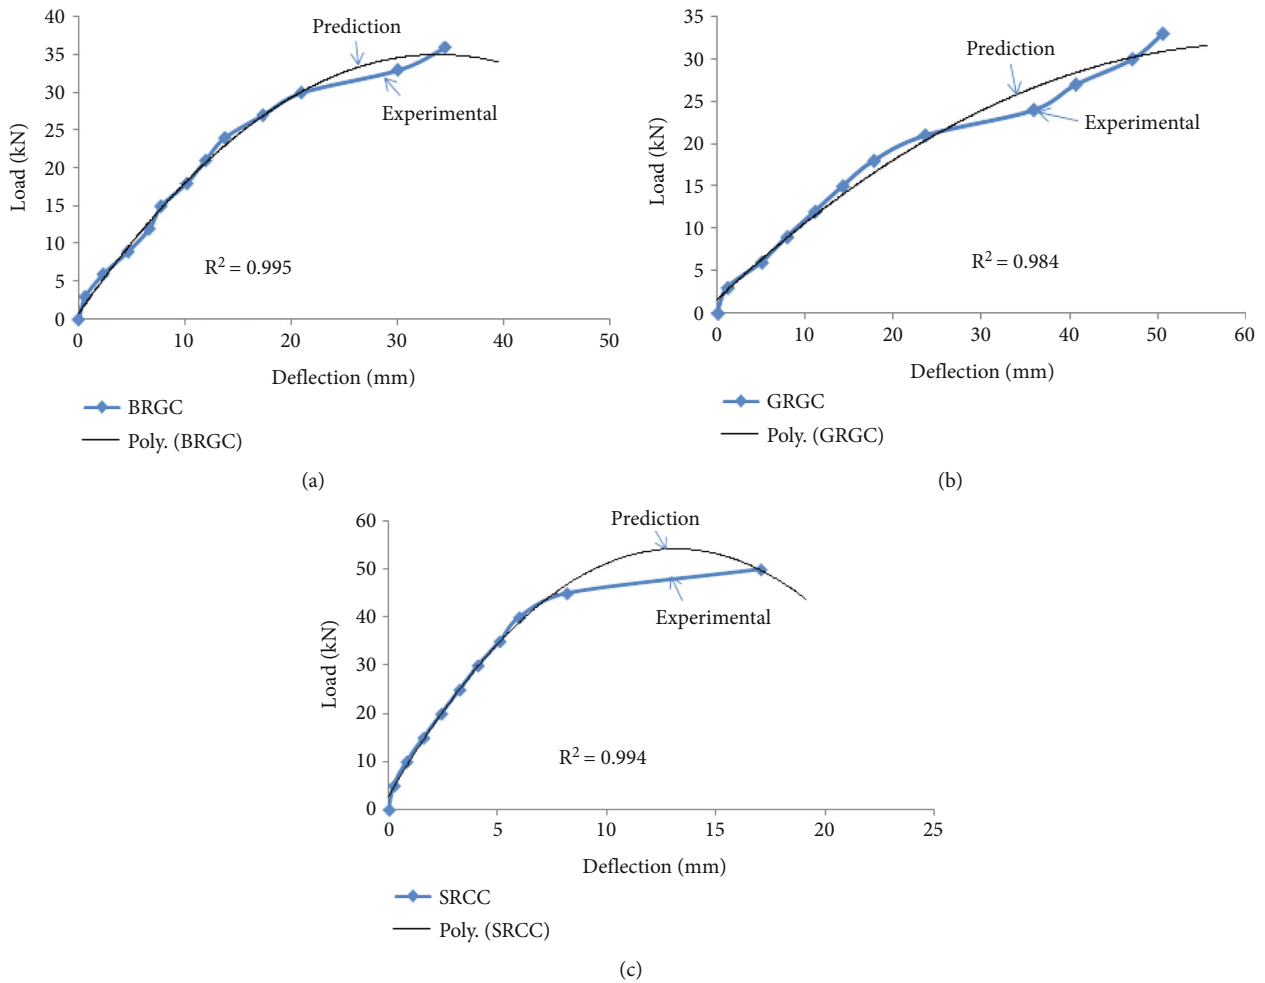 40
35
30
25
20
15
10
5
0
Load (kN)
Prediction
Experimental
R² = 0.995
0 10 20 30 40 50
Deflection (mm)
BRGC
Poly. (BRGC)
(a)
35
30
25
20
15
10
5
0
Load (kN)
Prediction
Experimental
R² = 0.984
0 10 20 30 40 50 60
Deflection (mm)
GRGC
Poly. (GRGC)
(b)
60
50
40
30
20
10
0
Load (kN)
Prediction
Experimental
R² = 0.994
0 5 10 15 20 25
Deflection (mm)
SRCC
Poly. (SRCC)
(c)